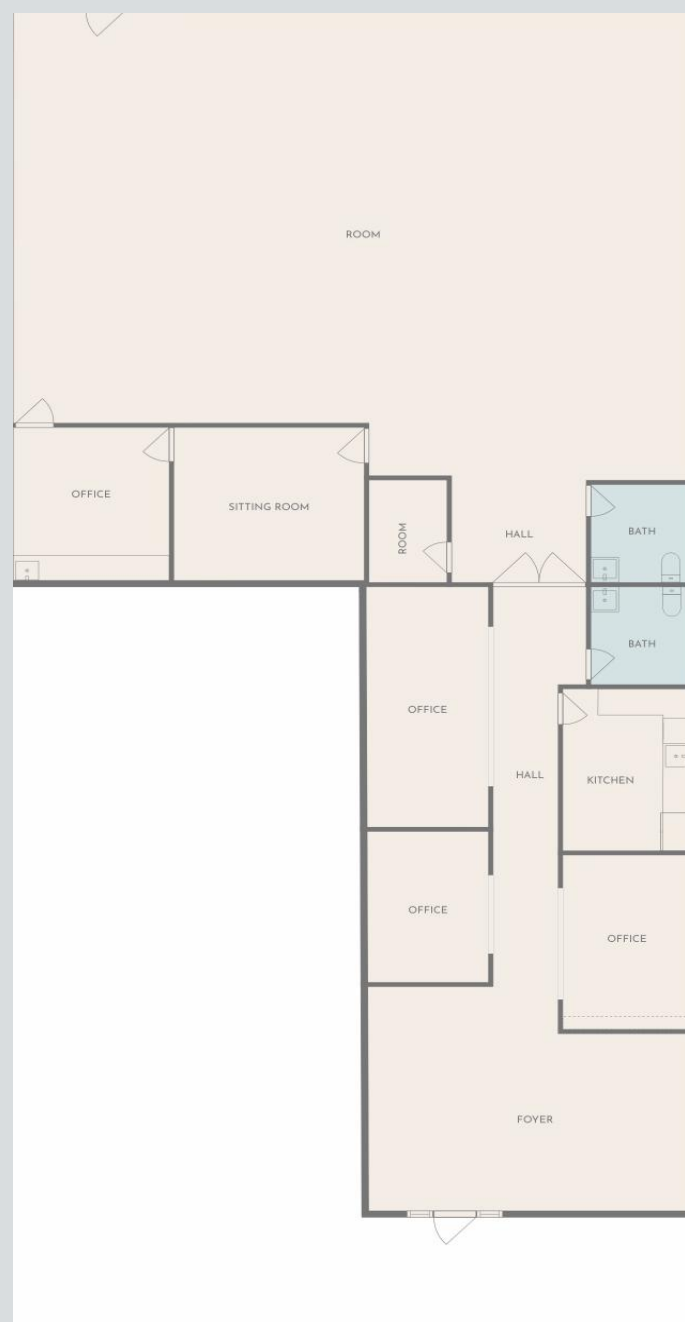 ROOM
OFFICE
SITTING ROOM
ROOM
HALL
BATH
BATH
OFFICE
HALL
KITCHEN
OFFICE
OFFICE
FOYER